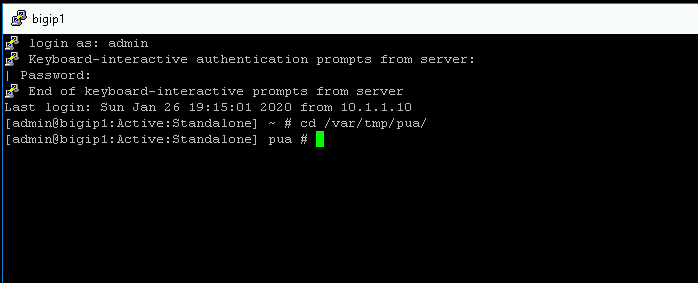 bigip1
login as: admin
Keyboard-interactive authentication prompts from server:
| Password:
End of keyboard-interactive prompts from server
Last login: Sun Jan 26 19:15:01 2020 from 10.1.1.10
[admin@bigip1:Active:Standalone] ~ # cd /var/tmp/pua/
[admin@bigip1:Active:Standalone] pua #